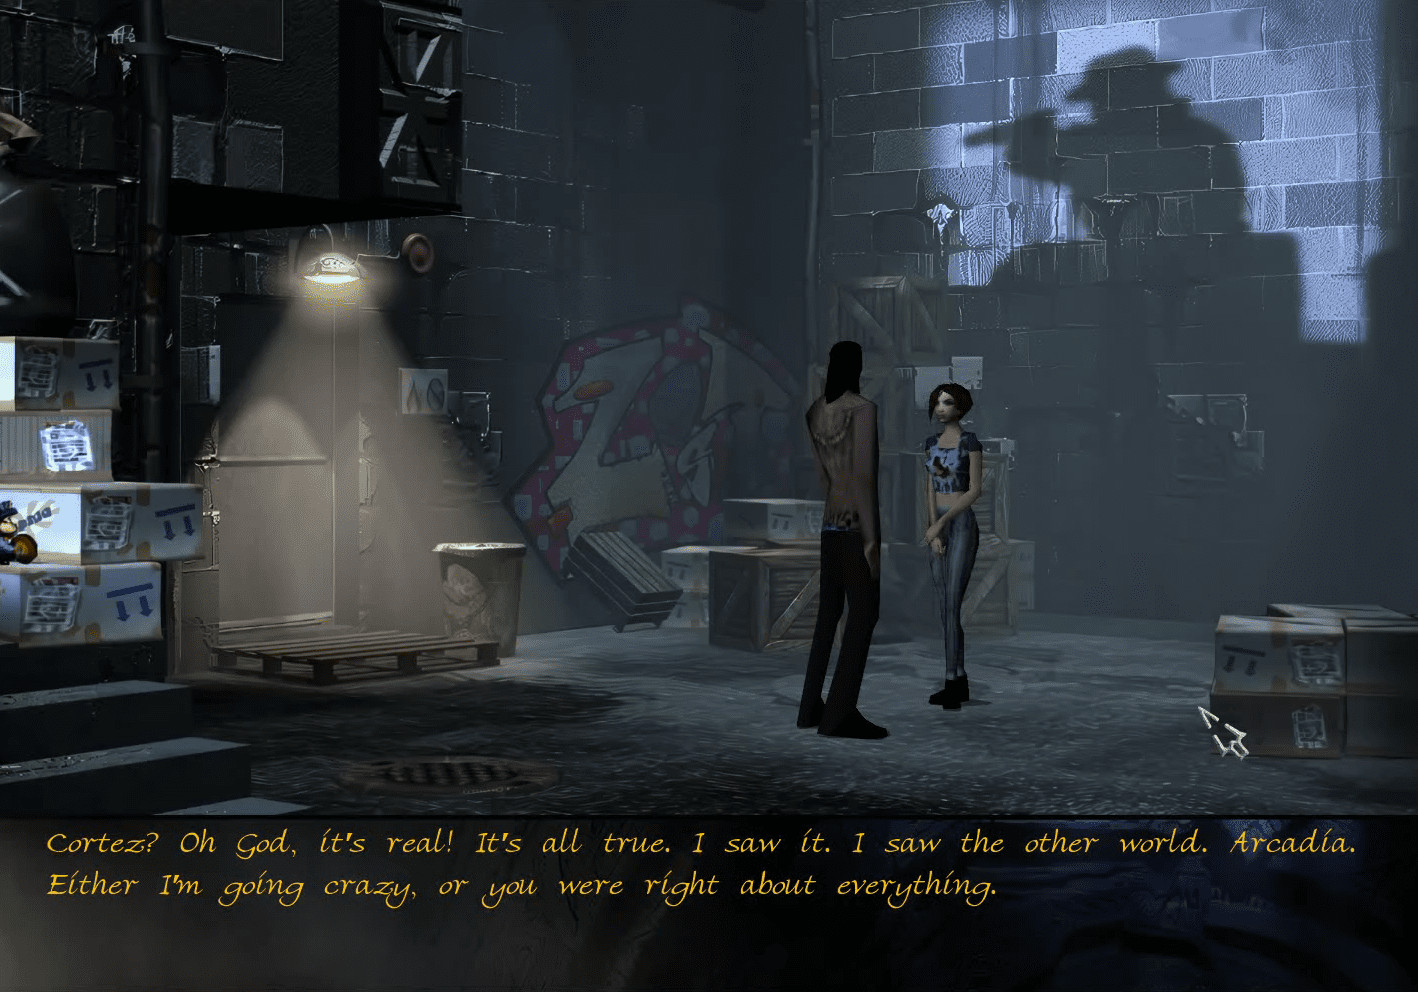 Cortez? Oh God, it's real! It's all true. I saw it. I saw the other world. Arcadia.
Either I'm going crazy, or you were right about everything.